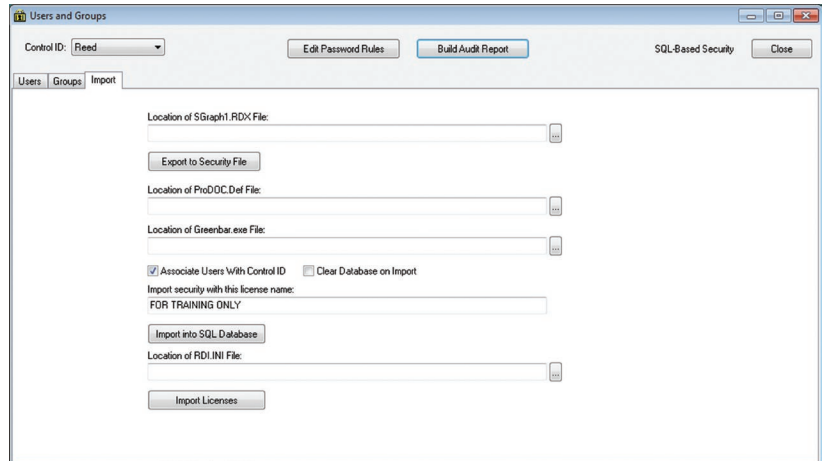 Users and Groups
Control ID: Reed Edit Password Rules Build Audit Report SQL-Based Security Close
Users Groups Import
Location of SGraph1.RDX File:
...
Export to Security File
Location of ProDOC.Def File:
...
Location of Greenbar.exe File:
...
Associate Users With Control ID Clear Database on Import
Import security with this license name:
FOR TRAINING ONLY
Import into SQL Database
Location of RDI.INI File:
...
Import Licenses